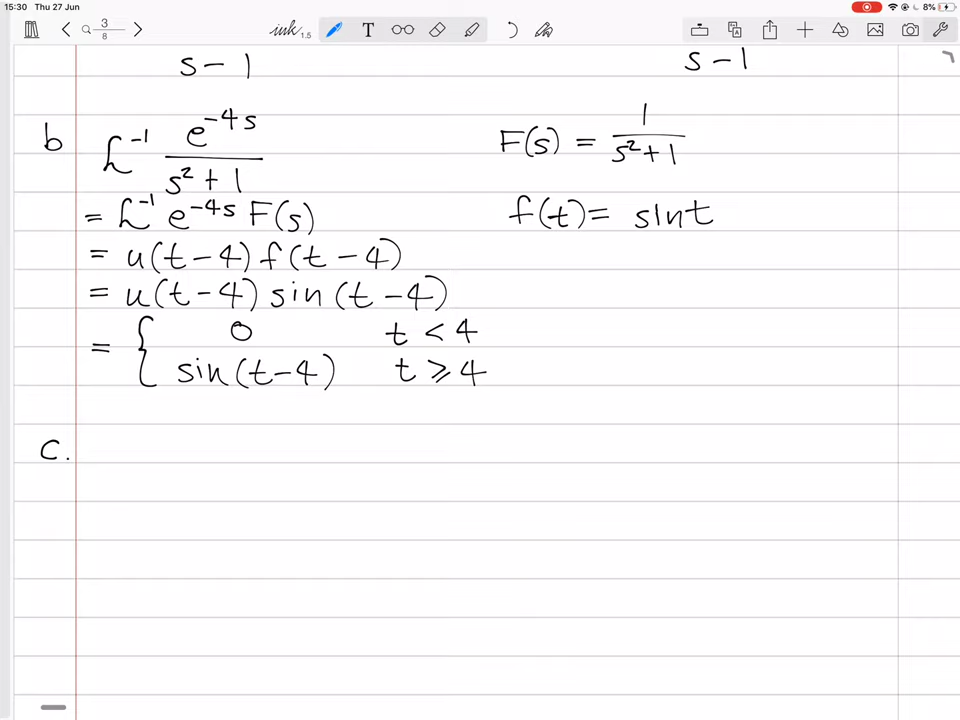 15:30 Thu 27 Jun 8%
3
8
ink 1.5 T
s - 1 s - 1
b ℒ⁻¹ e^{-4s} / (s² + 1) F(s) = 1 / (s² + 1)
= ℒ⁻¹ e^{-4s} F(s) f(t) = sin t
= u(t - 4) f(t - 4)
= u(t - 4) sin(t - 4)
= { 0 t < 4
sin(t - 4) t ⩾ 4
c.